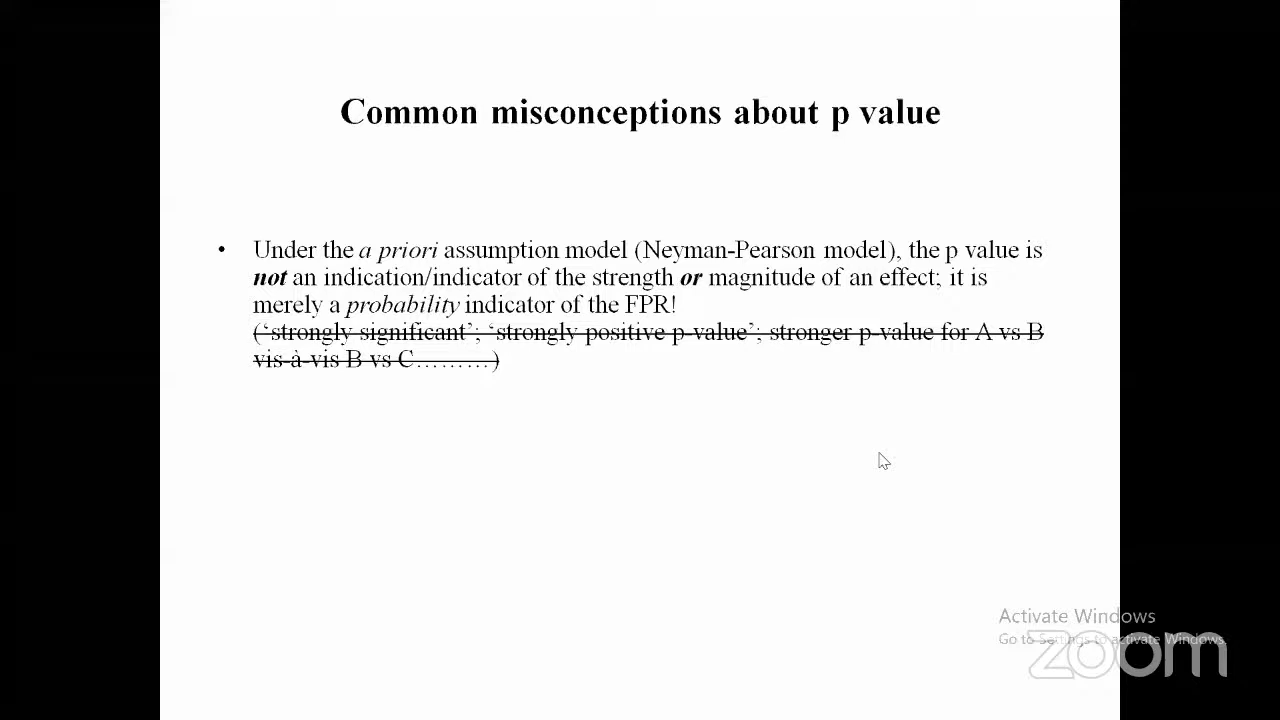 Common misconceptions about p value
• Under the a priori assumption model (Neyman-Pearson model), the p value is
not an indication/indicator of the strength or magnitude of an effect; it is
merely a probability indicator of the FPR!
(‘strongly significant’; ‘strongly positive p-value’; stronger p-value for A vs B
vis-à-vis B vs C………)
Activate Windows
Go to Settings to activate Windows.
zoom